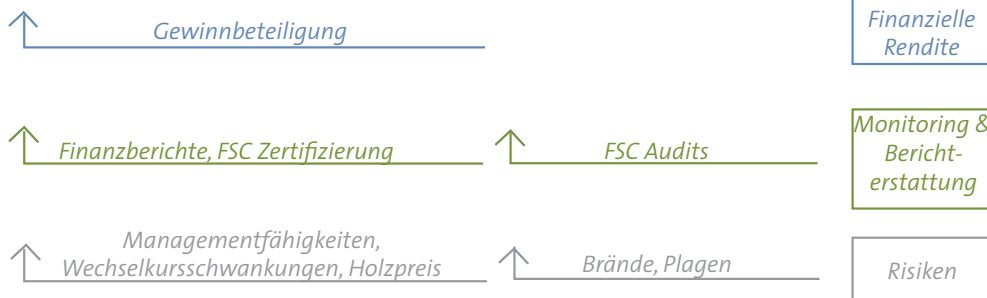 Gewinnbeteiligung
Finanzielle
Rendite
Finanzberichte, FSC Zertifizierung
FSC Audits
Monitoring &
Bericht-
erstattung
Managementfähigkeiten,
Wechselkursschwankungen, Holzpreis
Brände, Plagen
Risiken